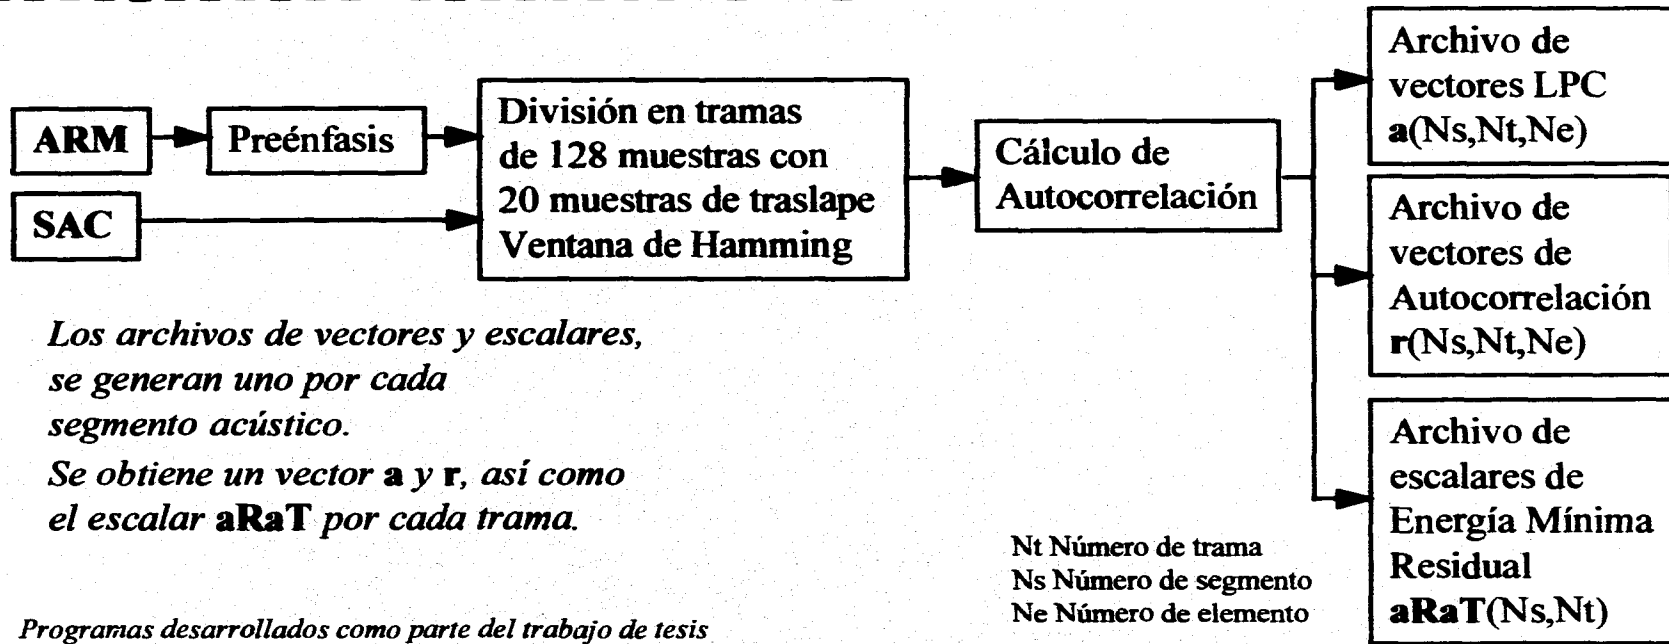 ARM
Preénfasis
SAC
División en tramas
de 128 muestras con
20 muestras de traslape
Ventana de Hamming
Cálculo de
Autocorrelación
Archivo de
vectores LPC
a(Ns,Nt,Ne)
Archivo de
vectores de
Autocorrelación
r(Ns,Nt,Ne)
Archivo de
escalares de
Energía Mínima
Residual
aRaT(Ns,Nt)
Los archivos de vectores y escalares,
se generan uno por cada
segmento acústico.
Se obtiene un vector a y r, así como
el escalar aRaT por cada trama.
Nt Número de trama
Ns Número de segmento
Ne Número de elemento
Programas desarrollados como parte del trabajo de tesis